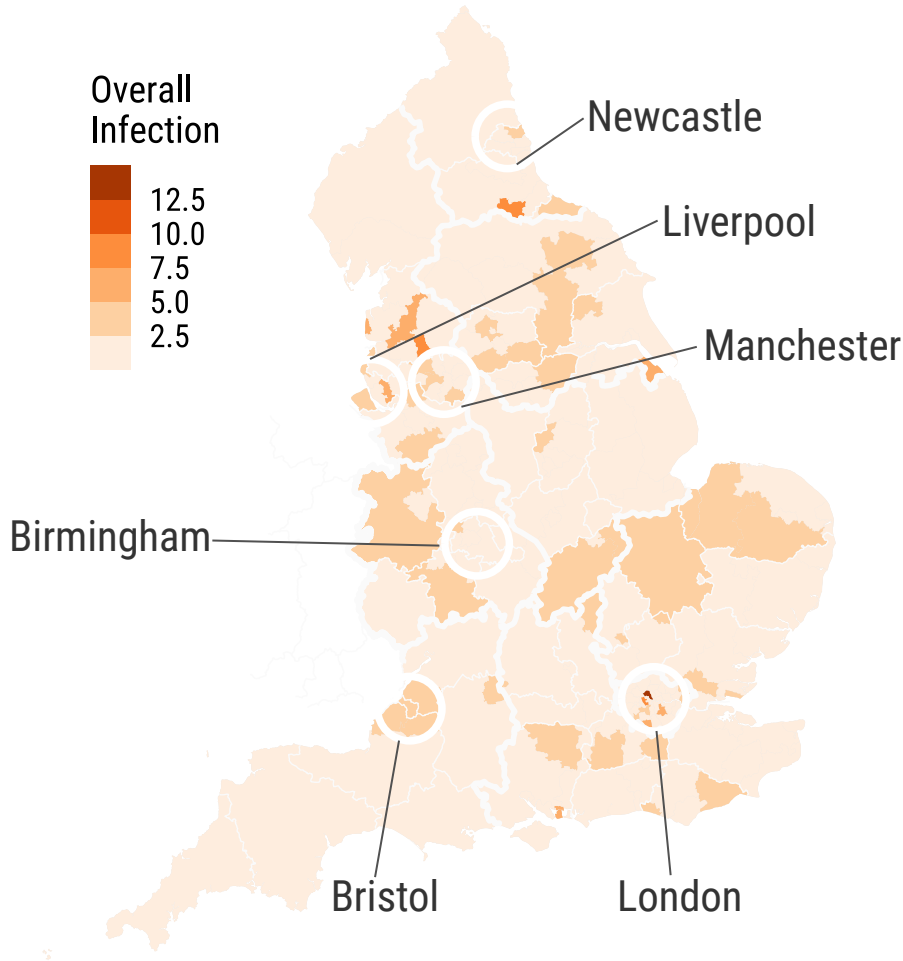 Overall
Infection
12.5
10.0
7.5
5.0
2.5
Newcastle
Liverpool
Manchester
Birmingham
Bristol
London